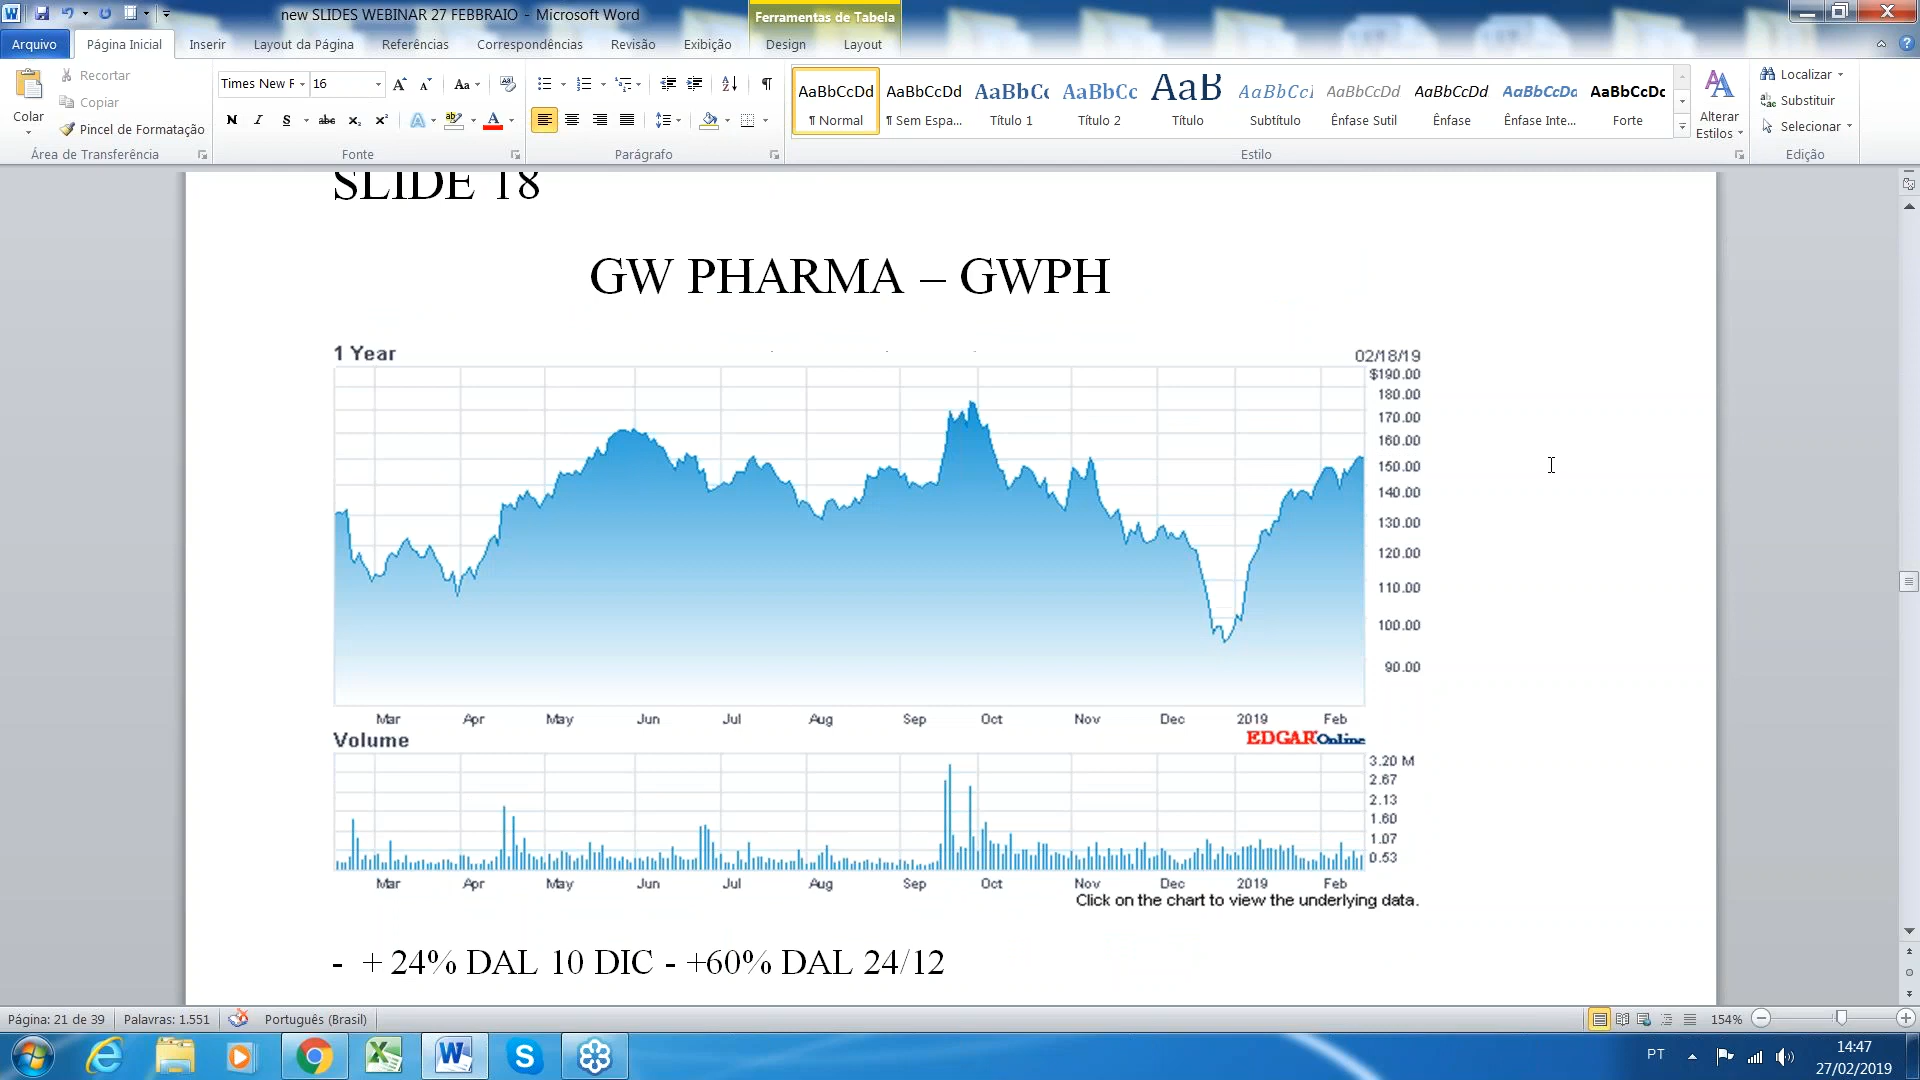 new SLIDES WEBINAR 27 FEBBRAIO - Microsoft Word
Ferramentas de Tabela
Arquivo
Página Inicial
Inserir
Layout da Página
Referências
Correspondências
Revisão
Exibição
Design
Layout
Colar
Recortar
Copiar
Pincel de Formatação
Área de Transferência
Times New F
16
Fonte
Parágrafo
AaBbCcDd
¶ Normal
AaBbCcDd
¶ Sem Espa...
AaBbCc
Título 1
AaBbCc
Título 2
AaB
Título
AaBbCcI
Subtítulo
AaBbCcDd
Ênfase Sutil
AaBbCcDd
Ênfase
AaBbCcDc
Ênfase Inte...
AaBbCcDc
Forte
Estilo
Alterar
Estilos
Localizar
Substituir
Selecionar
Edição
SLIDE 18
GW PHARMA – GWPH
1 Year
02/18/19
$190.00
180.00
170.00
160.00
150.00
140.00
130.00
120.00
110.00
100.00
90.00
Mar Apr May Jun Jul Aug Sep Oct Nov Dec 2019 Feb
Volume
EDGAR Online
3.20 M
2.67
2.13
1.60
1.07
0.53
Mar Apr May Jun Jul Aug Sep Oct Nov Dec 2019 Feb
Click on the chart to view the underlying data.
- + 24% DAL 10 DIC - +60% DAL 24/12
Página: 21 de 39
Palavras: 1.551
Português (Brasil)
154%
PT
14:47
27/02/2019